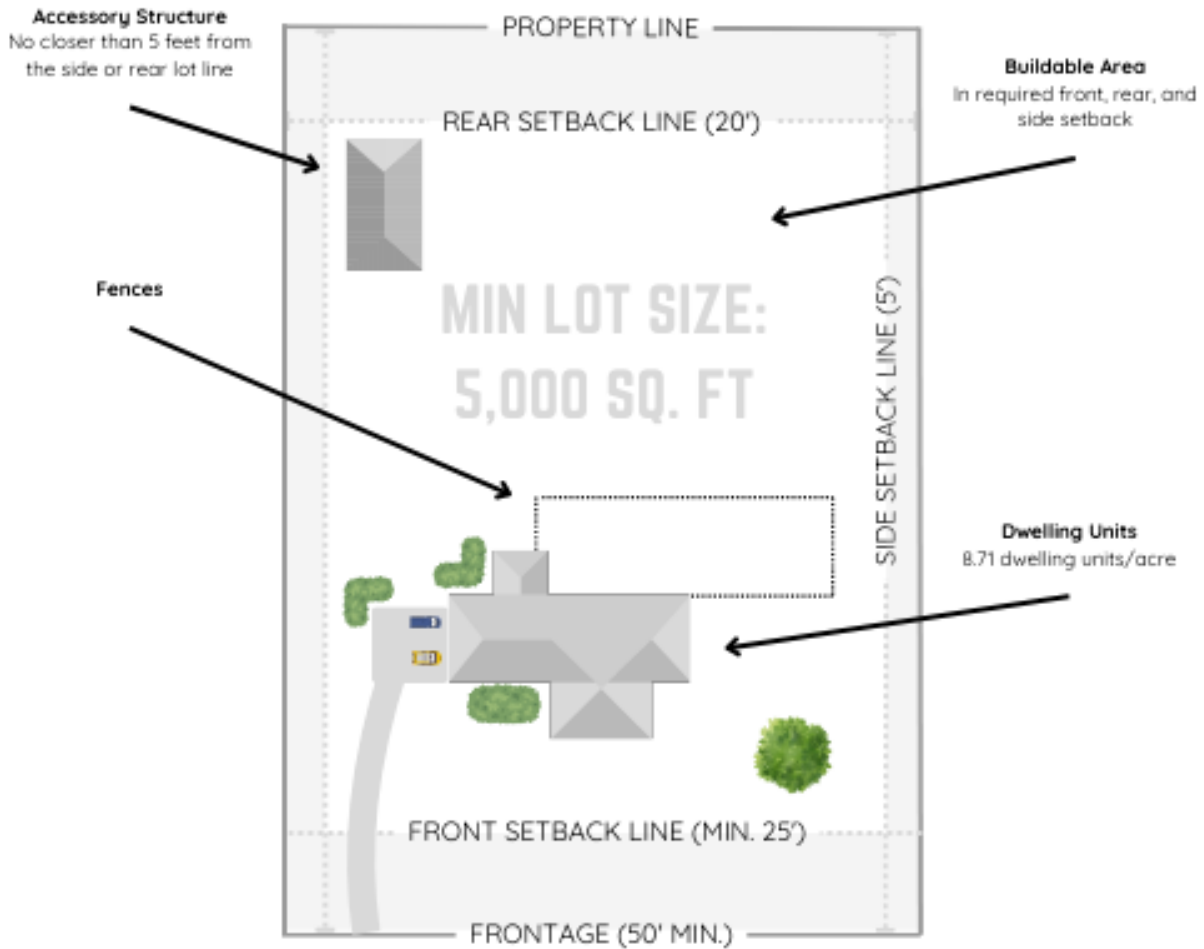 Accessory Structure
No closer than 5 feet from
the side or rear lot line
PROPERTY LINE
Buildable Area
In required front, rear, and
side setback
REAR SETBACK LINE (20')
Fences
MIN LOT SIZE:
5,000 SQ. FT
SIDE SETBACK LINE (5')
Dwelling Units
8.71 dwelling units/acre
FRONT SETBACK LINE (MIN. 25')
FRONTAGE (50' MIN.)